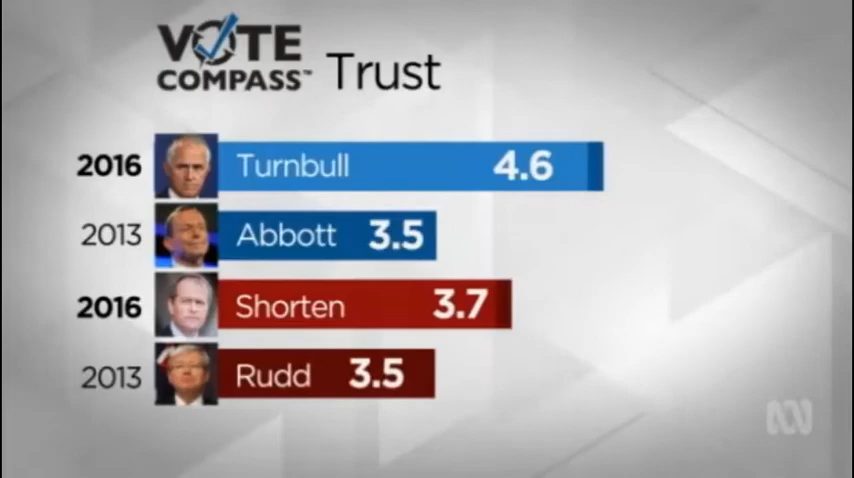 VOTE
COMPASS™ Trust
2016 Turnbull 4.6
2013 Abbott 3.5
2016 Shorten 3.7
2013 Rudd 3.5